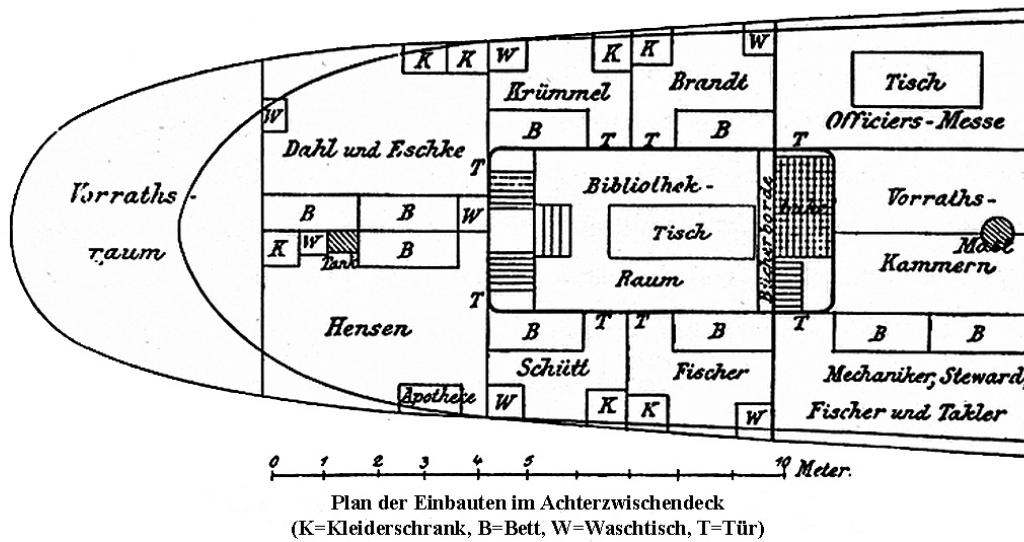 K K W K K W
Krümmel
Brandt
Tisch
Officiers-Messe
W
B T T B T
Dahl und Eschke
T
Vorraths-
raum
B B W
K W Tank B
Bibliothek-
Tisch
Raum
Bücherborde
Vorraths-
Mast
Kammern
T
Hensen
B T T B T B B
Schütt
Fischer
Mechaniker, Steward,
Fischer und Takler
Apotheke W K K W
0 1 2 3 4 5 10 Meter.
Plan der Einbauten im Achterzwischendeck
(K=Kleiderschrank, B=Bett, W=Waschtisch, T=Tür)